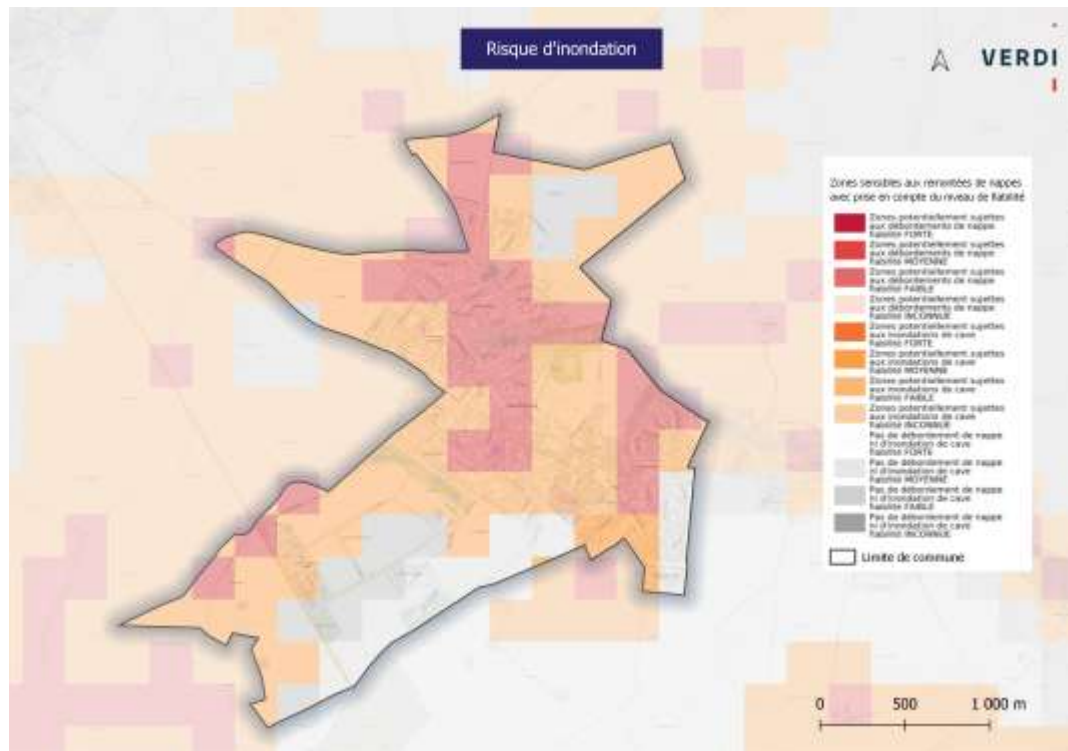 Risque d'inondation
VERDI
Zones sensibles aux remontées de nappes
avec prise en compte du niveau de fiabilité
Zones potentiellement sujettes
aux débordements de nappe
fiabilité FORTE
Zones potentiellement sujettes
aux débordements de nappe
fiabilité MOYENNE
Zones potentiellement sujettes
aux débordements de nappe
fiabilité FAIBLE
Zones potentiellement sujettes
aux débordements de nappe
fiabilité INCONNUE
Zones potentiellement sujettes
aux inondations de cave
fiabilité FORTE
Zones potentiellement sujettes
aux inondations de cave
fiabilité MOYENNE
Zones potentiellement sujettes
aux inondations de cave
fiabilité FAIBLE
Zones potentiellement sujettes
aux inondations de cave
fiabilité INCONNUE
Pas de débordement de nappe
ni d'inondation de cave
fiabilité FORTE
Pas de débordement de nappe
ni d'inondation de cave
fiabilité MOYENNE
Pas de débordement de nappe
ni d'inondation de cave
fiabilité FAIBLE
Pas de débordement de nappe
ni d'inondation de cave
fiabilité INCONNUE
Limite de commune
0 500 1 000 m